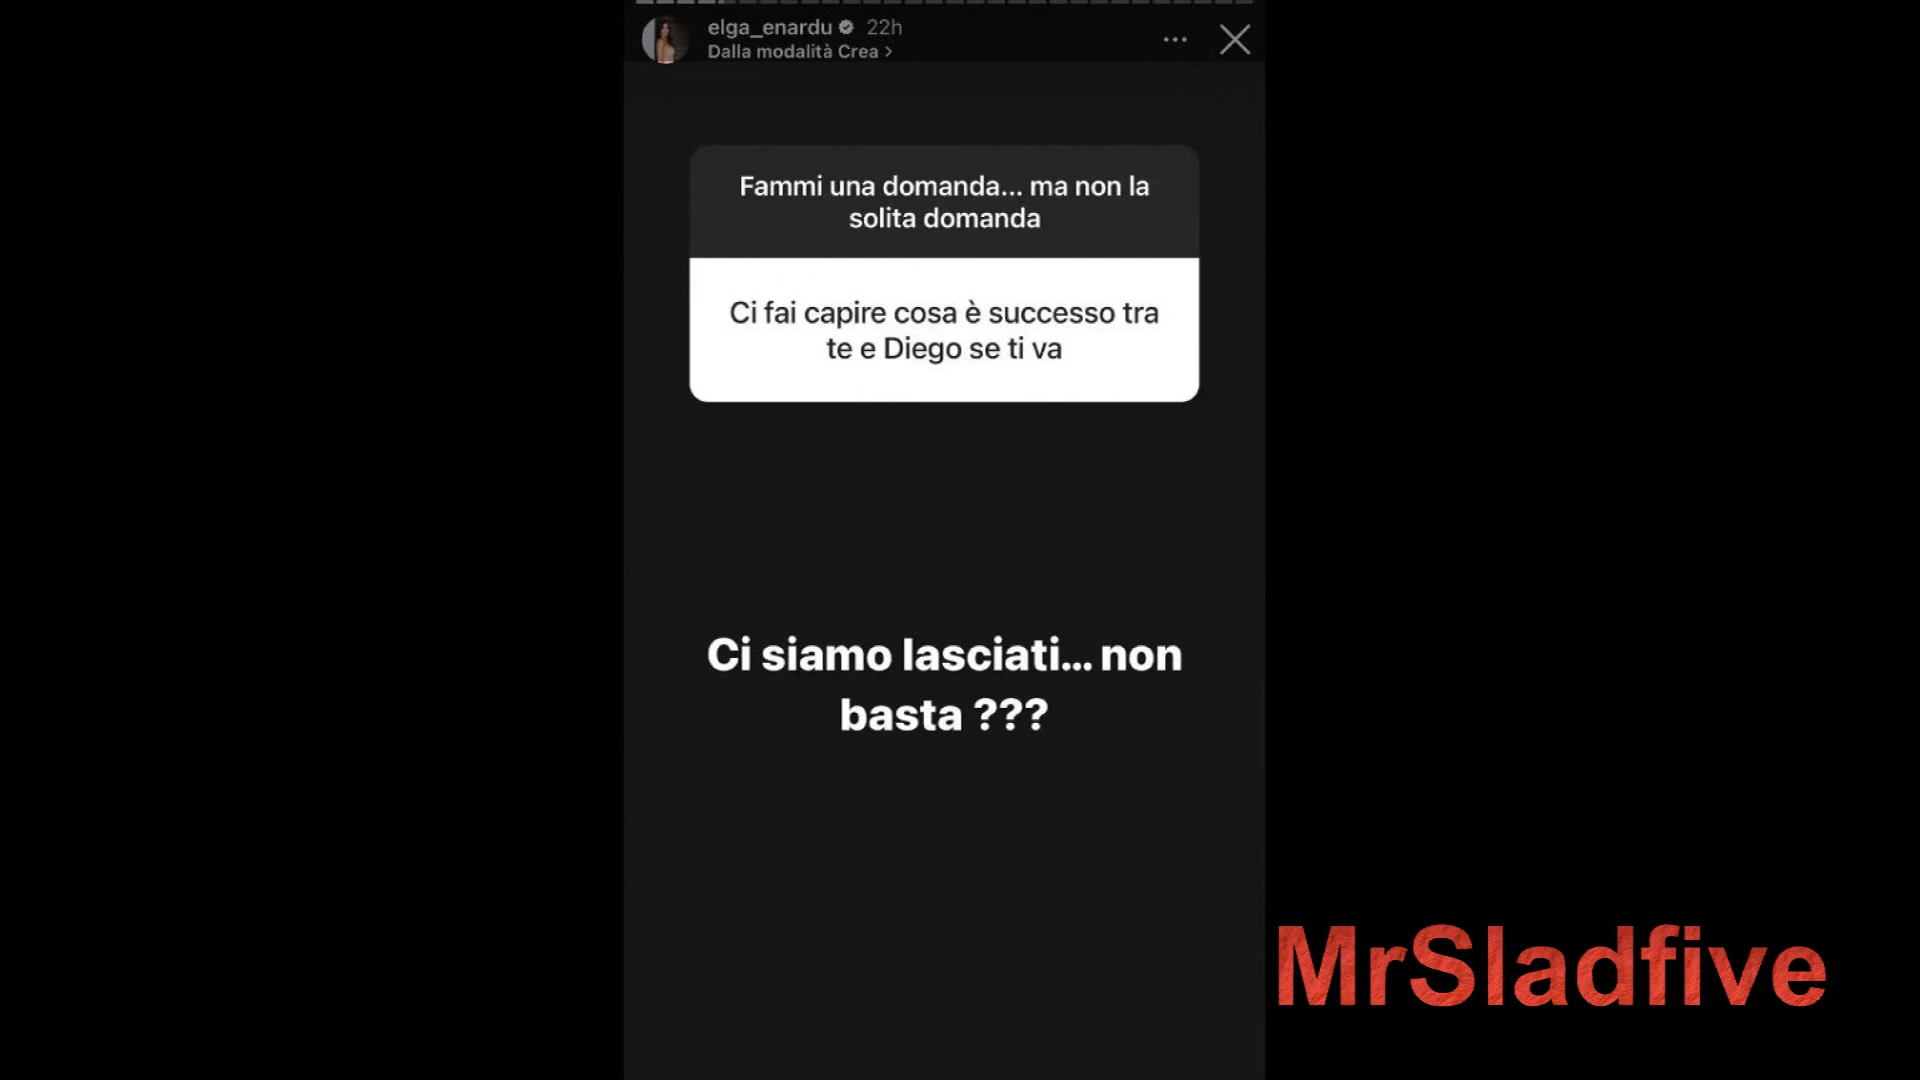 elga_enardu 22h
Dalla modalità Crea >
Fammi una domanda... ma non la
solita domanda
Ci fai capire cosa è successo tra
te e Diego se ti va
Ci siamo lasciati... non
basta ???
MrSladfive